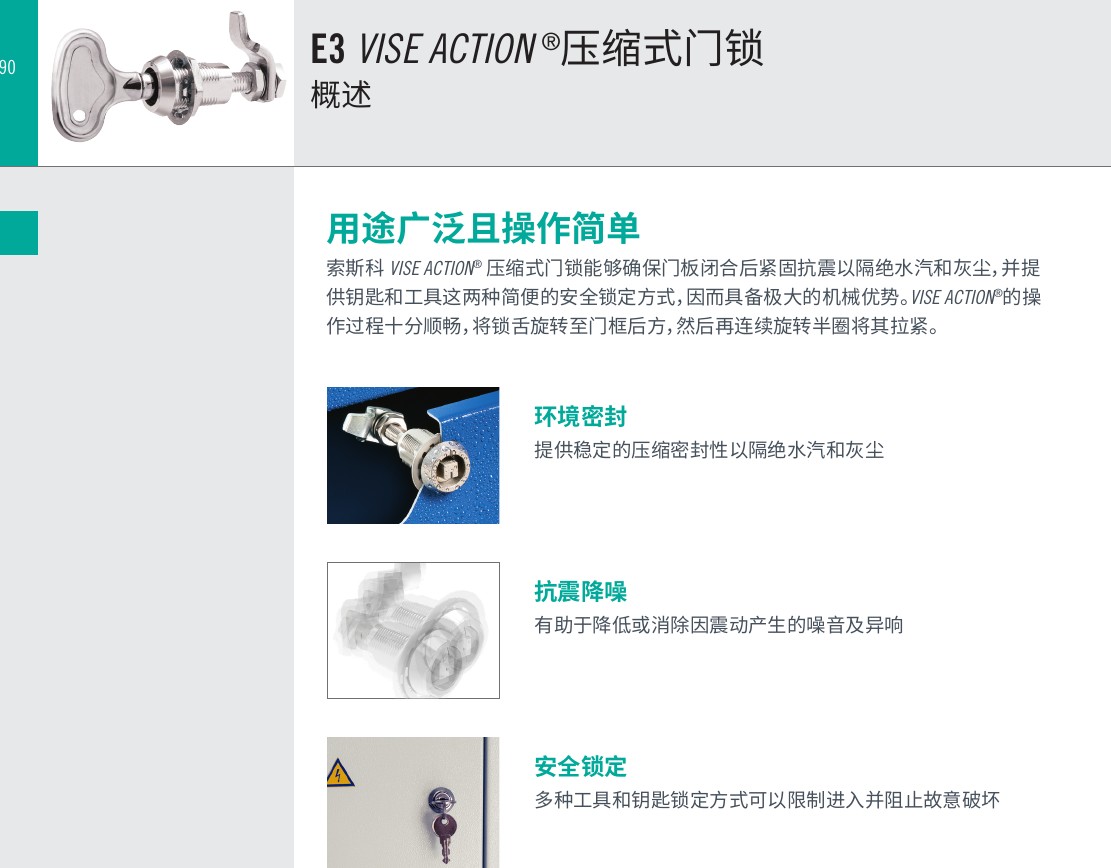 90
E3 VISE ACTION®压缩式门锁
概述
用途广泛且操作简单
索斯科 VISE ACTION® 压缩式门锁能够确保门板闭合后紧固抗震以隔绝水汽和灰尘，并提
供钥匙和工具这两种简便的安全锁定方式，因而具备极大的机械优势。VISE ACTION®的操
作过程十分顺畅，将锁舌旋转至门框后方，然后再连续旋转半圈将其拉紧。
环境密封
提供稳定的压缩密封性以隔绝水汽和灰尘
抗震降噪
有助于降低或消除因震动产生的噪音及异响
安全锁定
多种工具和钥匙锁定方式可以限制进入并阻止故意破坏